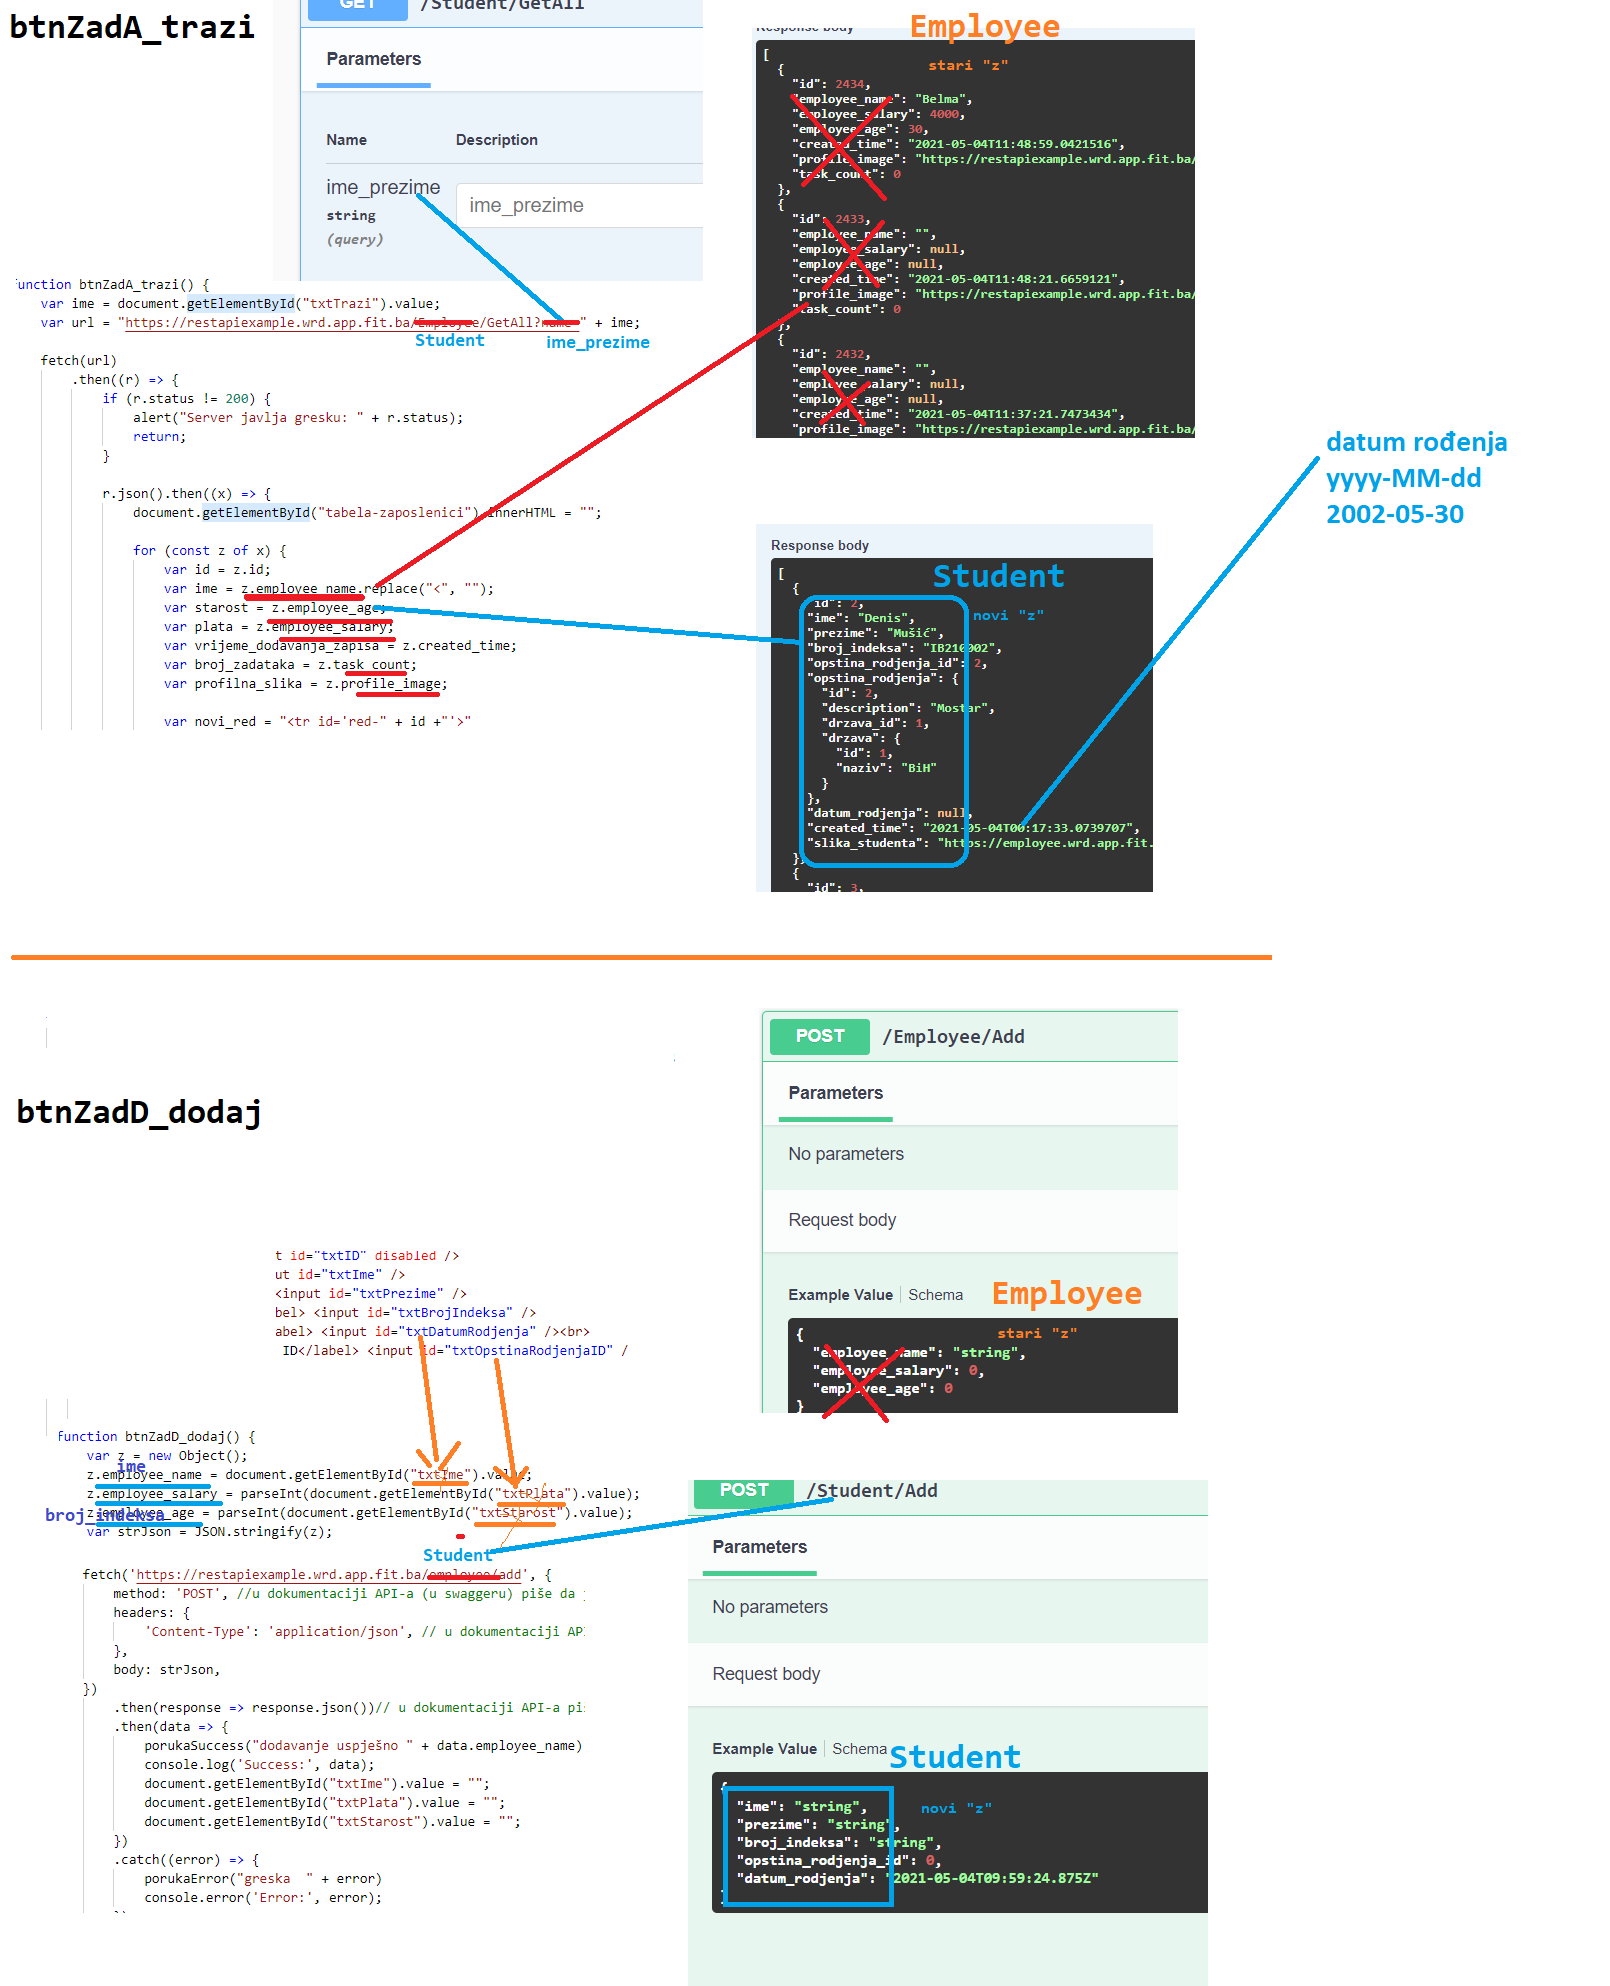 btnZadA_trazi
GET /Student/GetAll
Parameters
Name Description
ime_prezime
string
(query)
ime_prezime
function btnZadA_trazi() {
var ime = document.getElementById("txtTrazi").value;
var url = "https://restapiexample.wrd.app.fit.ba/Employee/GetAll?name=" + ime;
Student ime_prezime
fetch(url)
.then((r) => {
if (r.status != 200) {
alert("Server javlja gresku: " + r.status);
return;
}
r.json().then((x) => {
document.getElementById("tabela-zaposlenici").innerHTML = "";
for (const z of x) {
var id = z.id;
var ime = z.employee_name.replace("<", "");
var starost = z.employee_age;
var plata = z.employee_salary;
var vrijeme_dodavanja_zapisa = z.created_time;
var broj_zadataka = z.task_count;
var profilna_slika = z.profile_image;
var novi_red = "<tr id='red-" + id +"'>"
Response body
Employee
stari "z"
[
{
"id": 2434,
"employee_name": "Belma",
"employee_salary": 4000,
"employee_age": 30,
"created_time": "2021-05-04T11:48:59.0421516",
"profile_image": "https://restapiexample.wrd.app.fit.ba/
"task_count": 0
},
{
"id": 2433,
"employee_name": "",
"employee_salary": null,
"employee_age": null,
"created_time": "2021-05-04T11:48:21.6659121",
"profile_image": "https://restapiexample.wrd.app.fit.ba/
"task_count": 0
},
{
"id": 2432,
"employee_name": "",
"employee_salary": null,
"employee_age": null,
"created_time": "2021-05-04T11:37:21.7473434",
"profile_image": "https://restapiexample.wrd.app.fit.ba/
datum rođenja
yyyy-MM-dd
2002-05-30
Response body
Student
novi "z"
[
{
"id": 2,
"ime": "Denis",
"prezime": "Mušić",
"broj_indeksa": "IB210002",
"opstina_rodjenja_id": 2,
"opstina_rodjenja": {
"id": 2,
"description": "Mostar",
"drzava_id": 1,
"drzava": {
"id": 1,
"naziv": "BiH"
}
},
"datum_rodjenja": null,
"created_time": "2021-05-04T00:17:33.0739707",
"slika_studenta": "https://employee.wrd.app.fit.
},
{
"id": 3,
btnZadD_dodaj
t id="txtID" disabled />
ut id="txtIme" />
<input id="txtPrezime" />
bel> <input id="txtBrojIndeksa" />
abel> <input id="txtDatumRodjenja" /><br>
ID</label> <input id="txtOpstinaRodjenjaID" /
function btnZadD_dodaj() {
var z = new Object();
ime
z.employee_name = document.getElementById("txtIme").value;
z.employee_salary = parseInt(document.getElementById("txtPlata").value);
broj_indeksa
z.employee_age = parseInt(document.getElementById("txtStarost").value);
var strJson = JSON.stringify(z);
Student
fetch('https://restapiexample.wrd.app.fit.ba/employee/add', {
method: 'POST', //u dokumentaciji API-a (u swaggeru) piše da j
headers: {
'Content-Type': 'application/json', // u dokumentaciji API
},
body: strJson,
})
.then(response => response.json())// u dokumentaciji API-a piš
.then(data => {
porukaSuccess("dodavanje uspješno " + data.employee_name)
console.log('Success:', data);
document.getElementById("txtIme").value = "";
document.getElementById("txtPlata").value = "";
document.getElementById("txtStarost").value = "";
})
.catch((error) => {
porukaError("greska  " + error)
console.error('Error:', error);
})
POST /Employee/Add
Parameters
No parameters
Request body
Example Value | Schema
Employee
stari "z"
{
"employee_name": "string",
"employee_salary": 0,
"employee_age": 0
}
POST /Student/Add
Parameters
No parameters
Request body
Example Value | Schema
Student
novi "z"
{
"ime": "string",
"prezime": "string",
"broj_indeksa": "string",
"opstina_rodjenja_id": 0,
"datum_rodjenja": "2021-05-04T09:59:24.875Z"
}